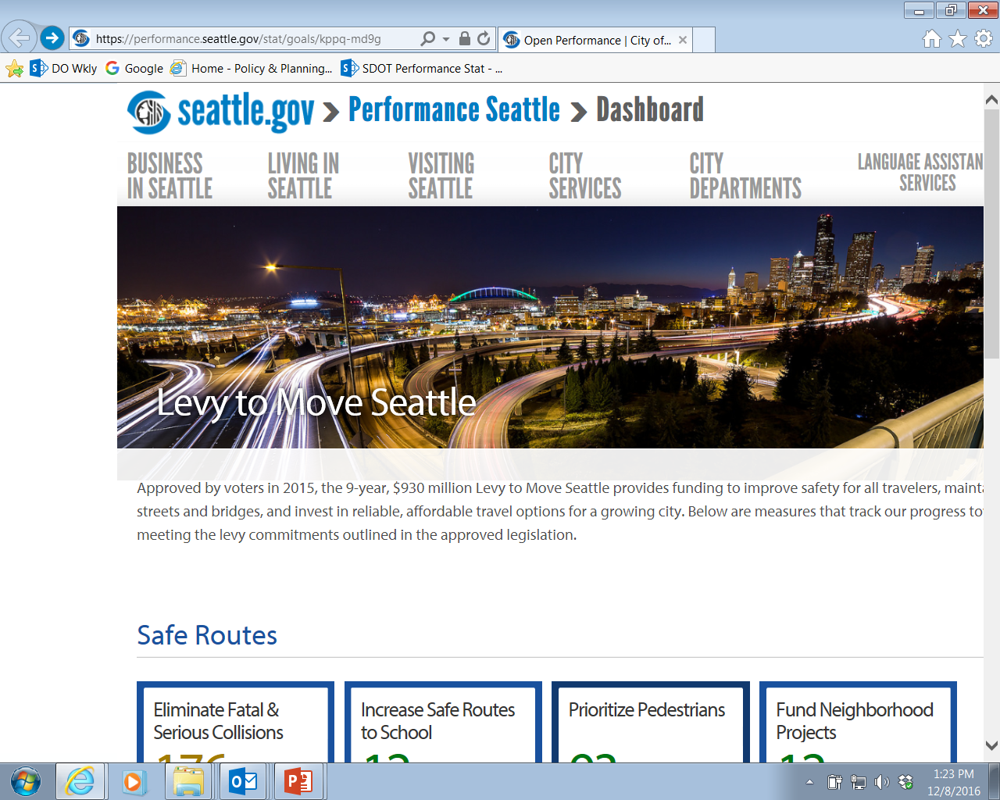 https://performance.seattle.gov/stat/goals/kppq-md9g
Open Performance | City of...
DO Wkly
Google
Home - Policy & Planning...
SDOT Performance Stat - ...
seattle.gov
Performance Seattle
Dashboard
BUSINESS
IN SEATTLE
LIVING IN
SEATTLE
VISITING
SEATTLE
CITY
SERVICES
CITY
DEPARTMENTS
LANGUAGE ASSISTAN
SERVICES
Levy to Move Seattle
Approved by voters in 2015, the 9-year, $930 million Levy to Move Seattle provides funding to improve safety for all travelers, mainta
streets and bridges, and invest in reliable, affordable travel options for a growing city. Below are measures that track our progress to
meeting the levy commitments outlined in the approved legislation.
Safe Routes
Eliminate Fatal &
Serious Collisions
176
Increase Safe Routes
to School
12
Prioritize Pedestrians
Fund Neighborhood
Projects
12
1:23 PM
12/8/2016